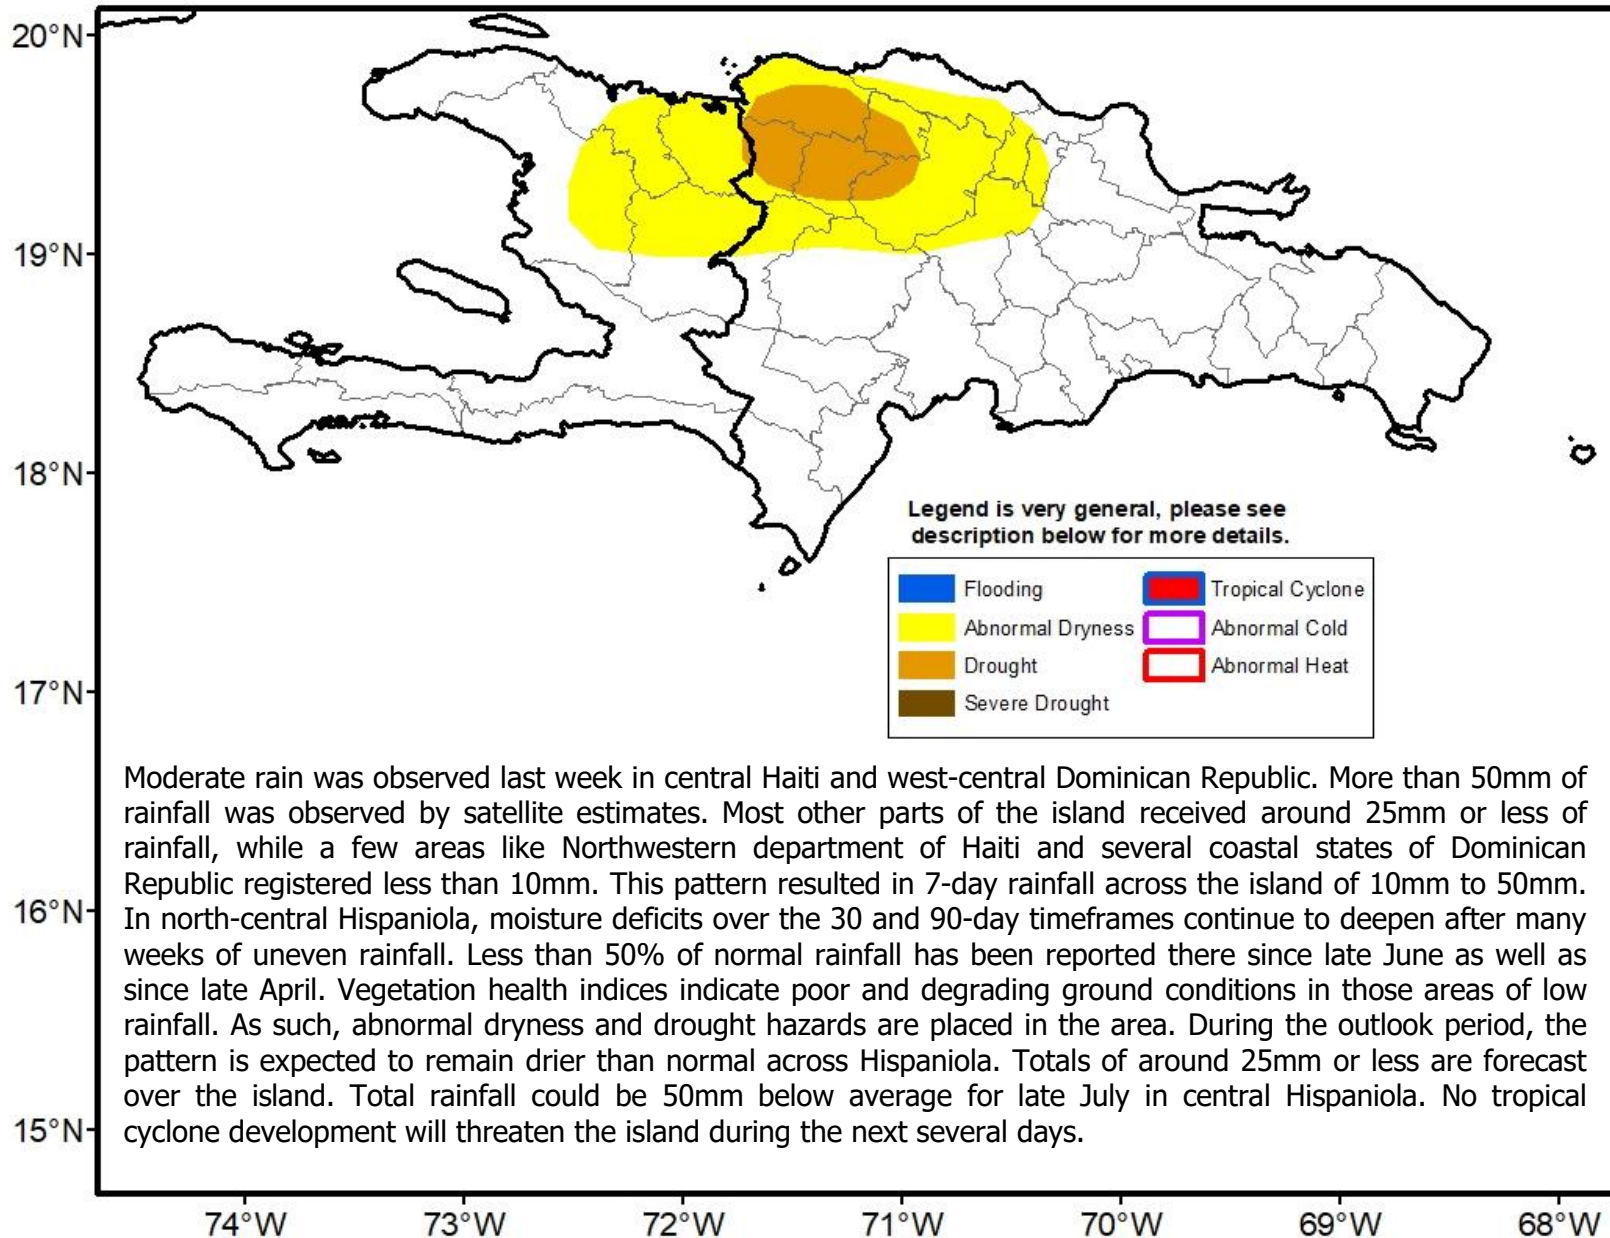 20°N
19°N
18°N
17°N
16°N
15°N
Legend is very general, please see
description below for more details.
Flooding
Abnormal Dryness
Drought
Severe Drought
Tropical Cyclone
Abnormal Cold
Abnormal Heat
Moderate rain was observed last week in central Haiti and west-central Dominican Republic. More than 50mm of
rainfall was observed by satellite estimates. Most other parts of the island received around 25mm or less of
rainfall, while a few areas like Northwestern department of Haiti and several coastal states of Dominican
Republic registered less than 10mm. This pattern resulted in 7-day rainfall across the island of 10mm to 50mm.
In north-central Hispaniola, moisture deficits over the 30 and 90-day timeframes continue to deepen after many
weeks of uneven rainfall. Less than 50% of normal rainfall has been reported there since late June as well as
since late April. Vegetation health indices indicate poor and degrading ground conditions in those areas of low
rainfall. As such, abnormal dryness and drought hazards are placed in the area. During the outlook period, the
pattern is expected to remain drier than normal across Hispaniola. Totals of around 25mm or less are forecast
over the island. Total rainfall could be 50mm below average for late July in central Hispaniola. No tropical
cyclone development will threaten the island during the next several days.
74°W 73°W 72°W 71°W 70°W 69°W 68°W